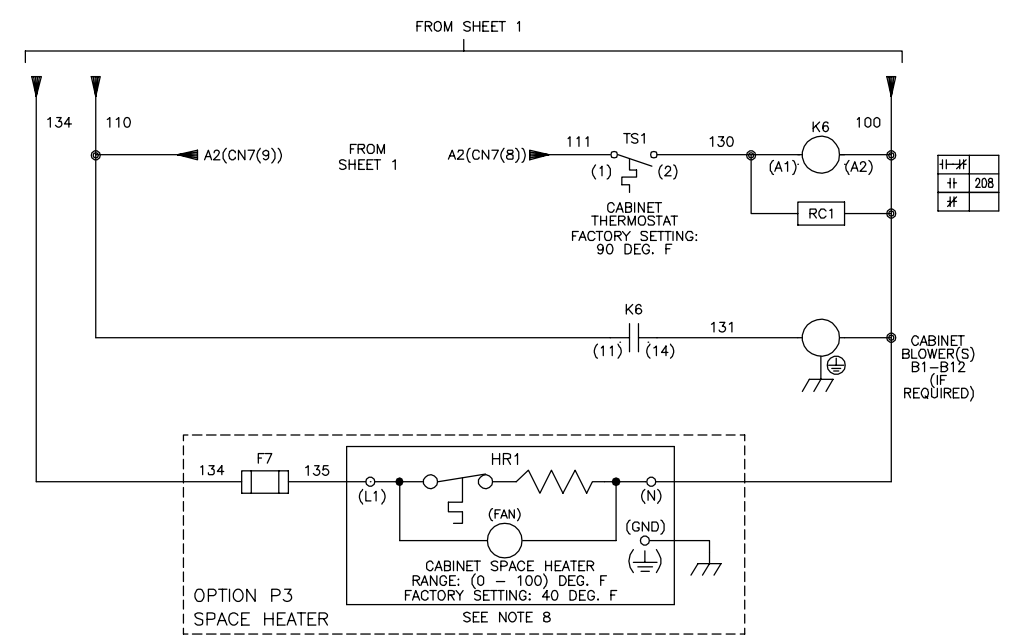 FROM SHEET 1
134
110
100
A2(CN7(9))
FROM
SHEET 1
A2(CN7(8))
111
TS1
130
K6
(1)
(2)
(A1)
(A2)
208
RC1
CABINET
THERMOSTAT
FACTORY SETTING:
90 DEG. F
K6
131
(11)
(14)
CABINET
BLOWER(S)
B1-B12
(IF
REQUIRED)
134
F7
135
HR1
(L1)
(N)
(FAN)
(GND)
CABINET SPACE HEATER
RANGE: (0 - 100) DEG. F
FACTORY SETTING: 40 DEG. F
OPTION P3
SPACE HEATER
SEE NOTE 8